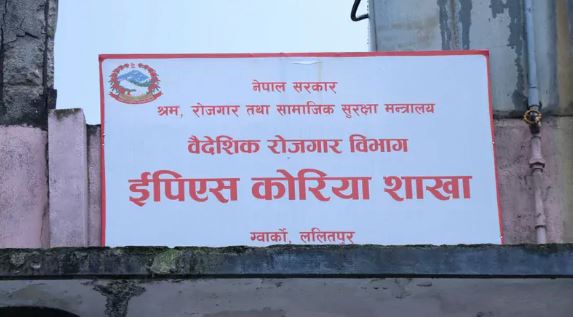 नेपाल सरकार
श्रम, रोजगार तथा सामाजिक सुरक्षा मन्त्रालय
वैदेशिक रोजगार विभाग
ईपिएस कोरिया शाखा
ग्वार्को, ललितपुर